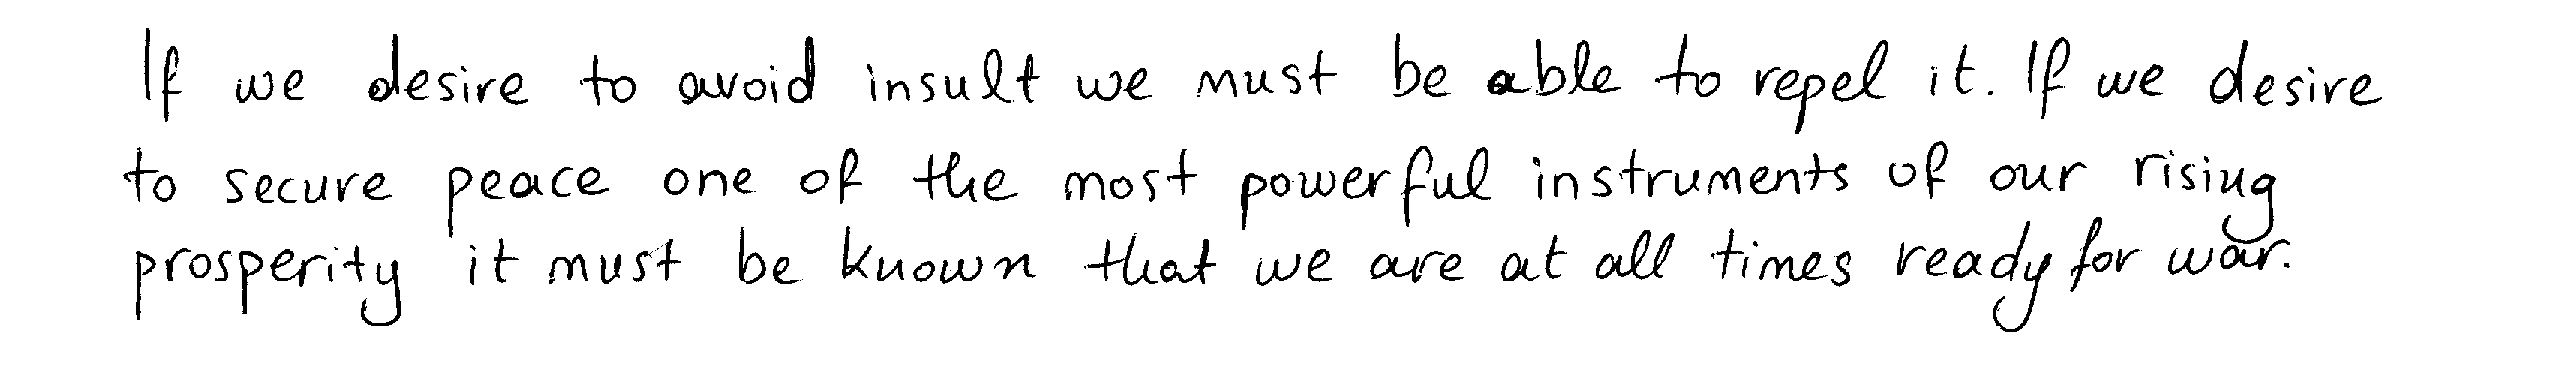 If we desire to avoid insult we must be able to repel it. If we desire
to secure peace one of the most powerful instruments of our rising
prosperity it must be known that we are at all times ready for war.